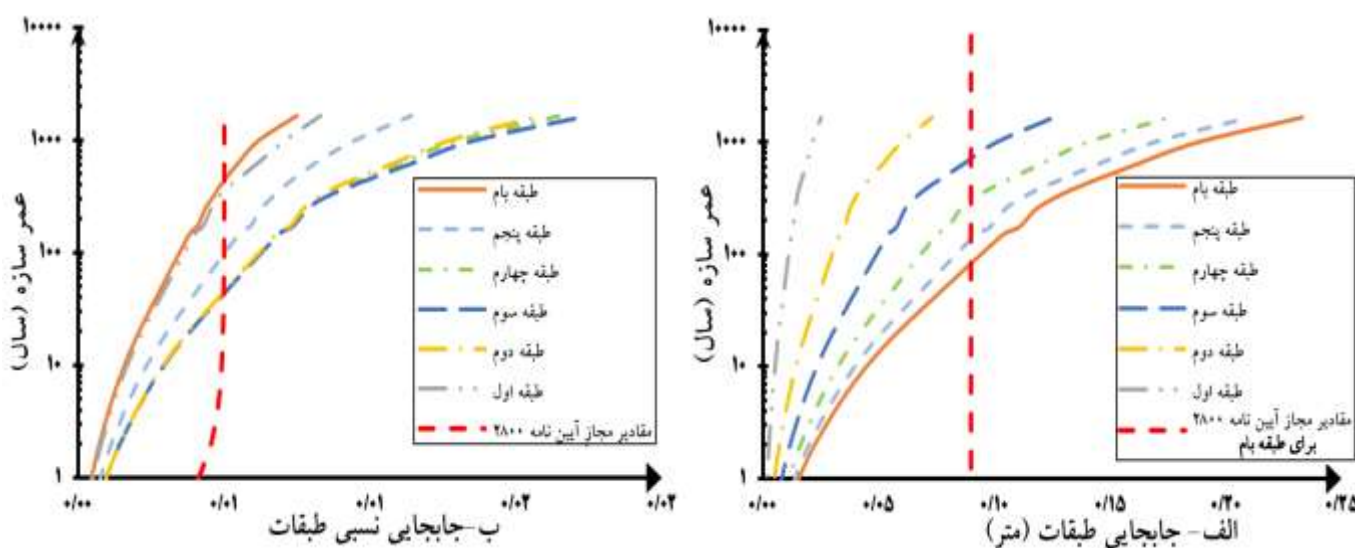 ۱۰۰۰۰
۱۰۰۰
۱۰۰
۱۰
۱
عمر سازه (سال)
طبقه بام
طبقه پنجم
طبقه چهارم
طبقه سوم
طبقه دوم
طبقه اول
مقادیر مجاز آیین نامه ۲۸۰۰
برای طبقه بام
۰/۰۰ ۰/۰۵ ۰/۱۰ ۰/۱۵ ۰/۲۰ ۰/۲۵
الف- جابجایی طبقات (متر)
۱۰۰۰۰
۱۰۰۰
۱۰۰
۱۰
۱
عمر سازه (سال)
طبقه بام
طبقه پنجم
طبقه چهارم
طبقه سوم
طبقه دوم
طبقه اول
مقادیر مجاز آیین نامه ۲۸۰۰
۰/۰۰ ۰/۰۱ ۰/۰۱ ۰/۰۲ ۰/۰۲
ب-جابجایی نسبی طبقات